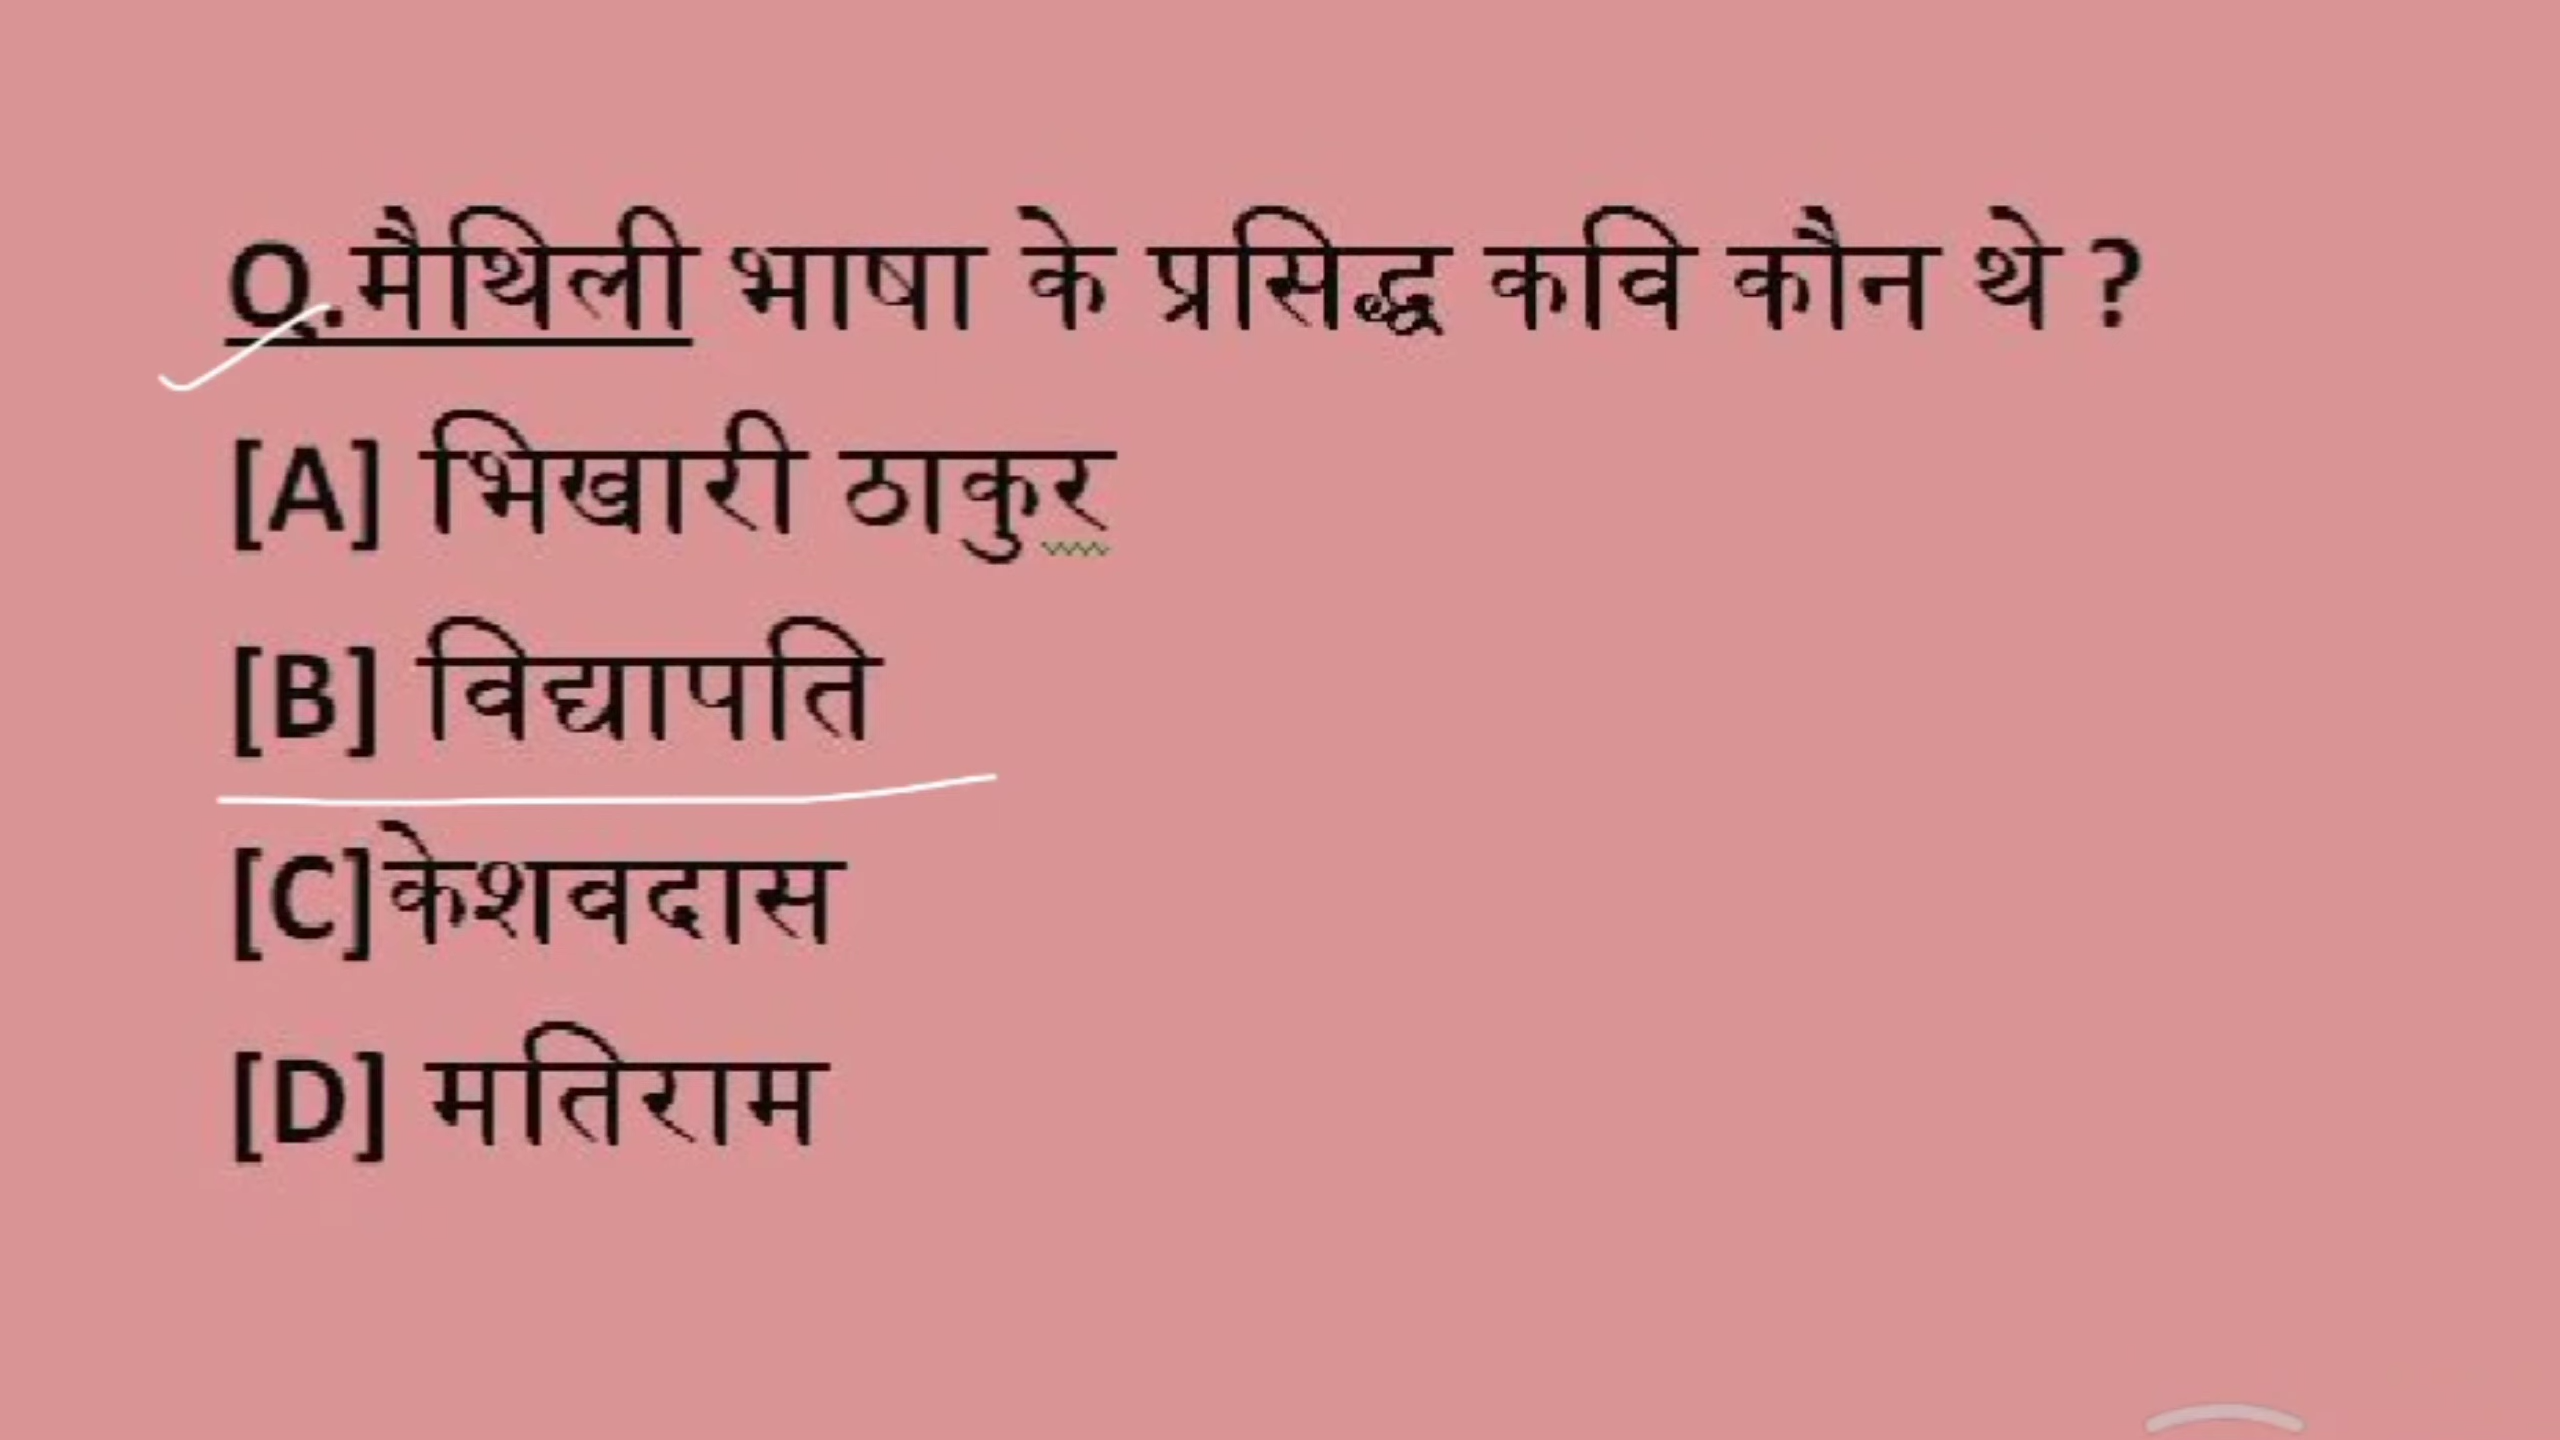 Q.मैथिली भाषा के प्रसिद्ध कवि कौन थे ?
[A] भिखारी ठाकुर
[B] विद्यापति
[C]केशवदास
[D] मतिराम